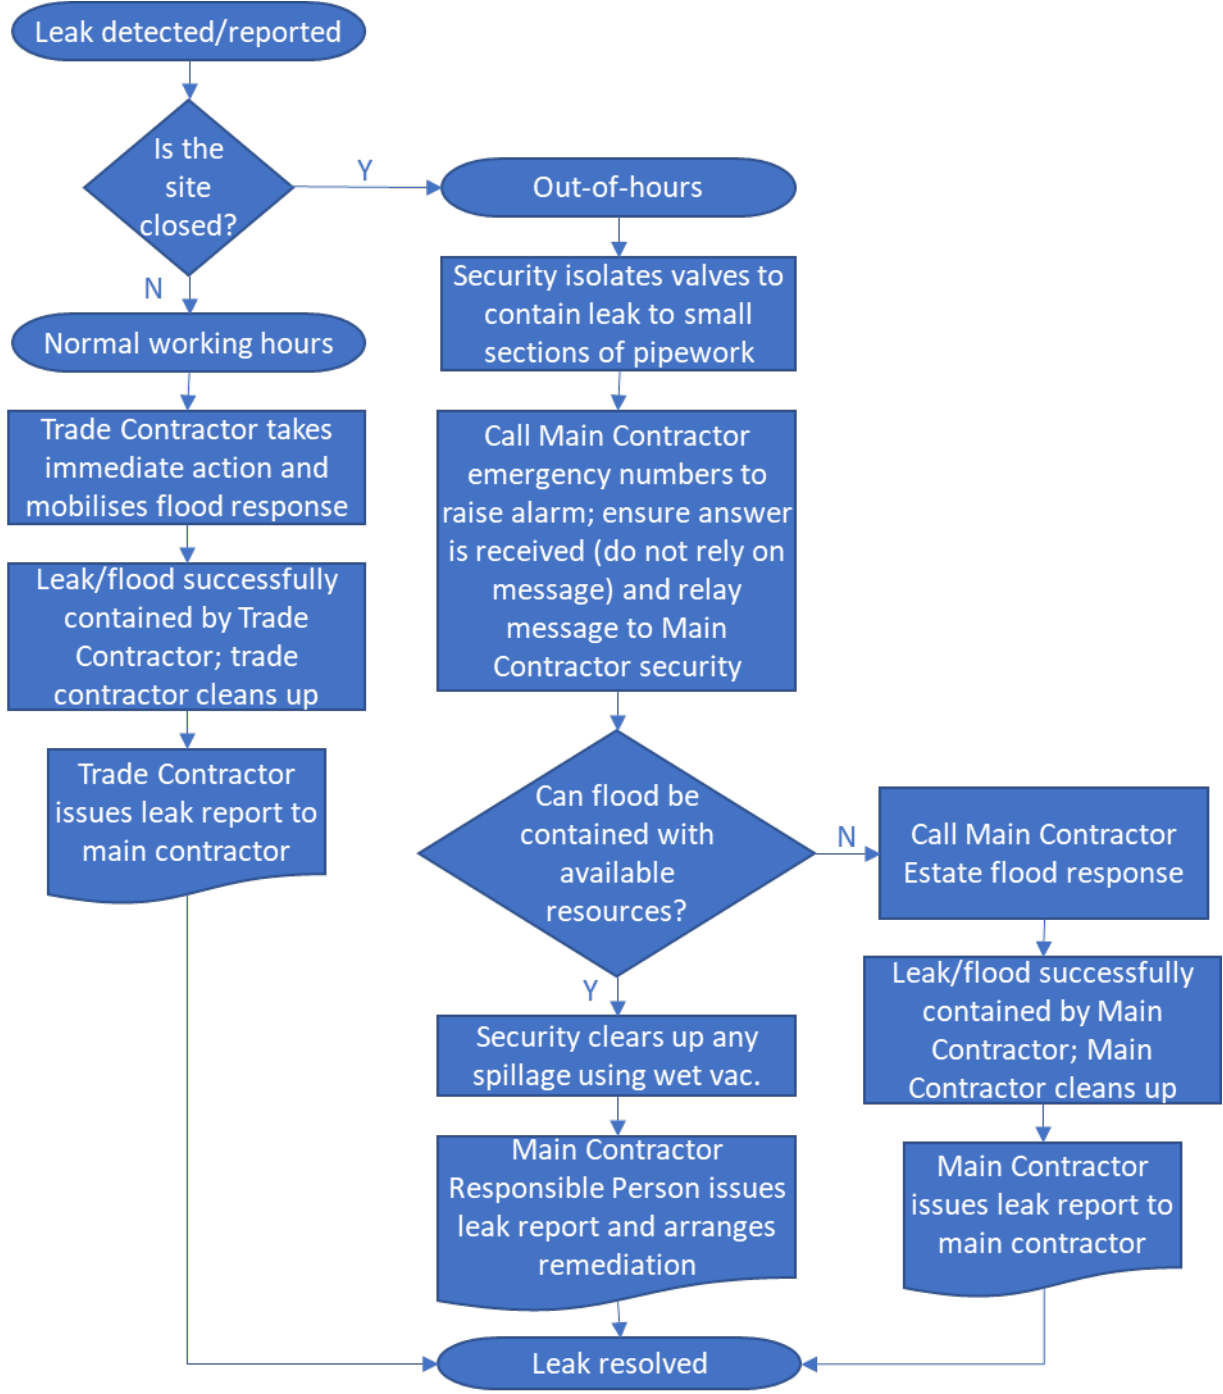 Leak detected/reported
Is the
site
closed?
Y
N
Out-of-hours
Security isolates valves to
contain leak to small
sections of pipework
Normal working hours
Trade Contractor takes
immediate action and
mobilises flood response
Leak/flood successfully
contained by Trade
Contractor; trade
contractor cleans up
Trade Contractor
issues leak report to
main contractor
Call Main Contractor
emergency numbers to
raise alarm; ensure answer
is received (do not rely on
message) and relay
message to Main
Contractor security
Can flood be
contained with
available
resources?
N
Y
Call Main Contractor
Estate flood response
Leak/flood successfully
contained by Main
Contractor; Main
Contractor cleans up
Main Contractor
issues leak report to
main contractor
Security clears up any
spillage using wet vac.
Main Contractor
Responsible Person issues
leak report and arranges
remediation
Leak resolved